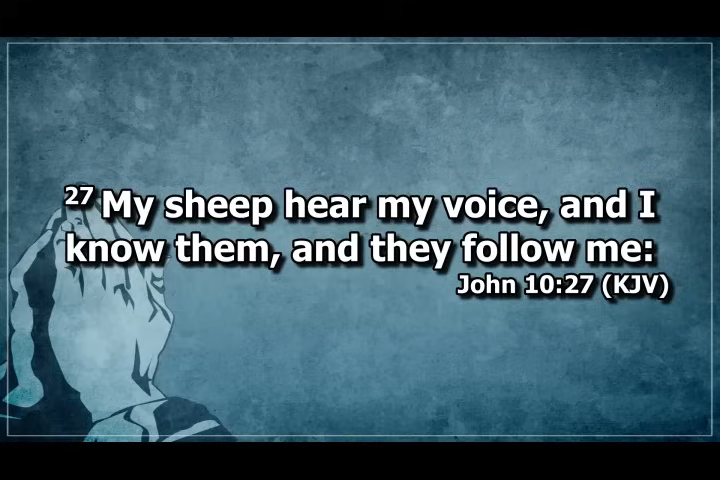 27 My sheep hear my voice, and I
know them, and they follow me:
John 10:27 (KJV)